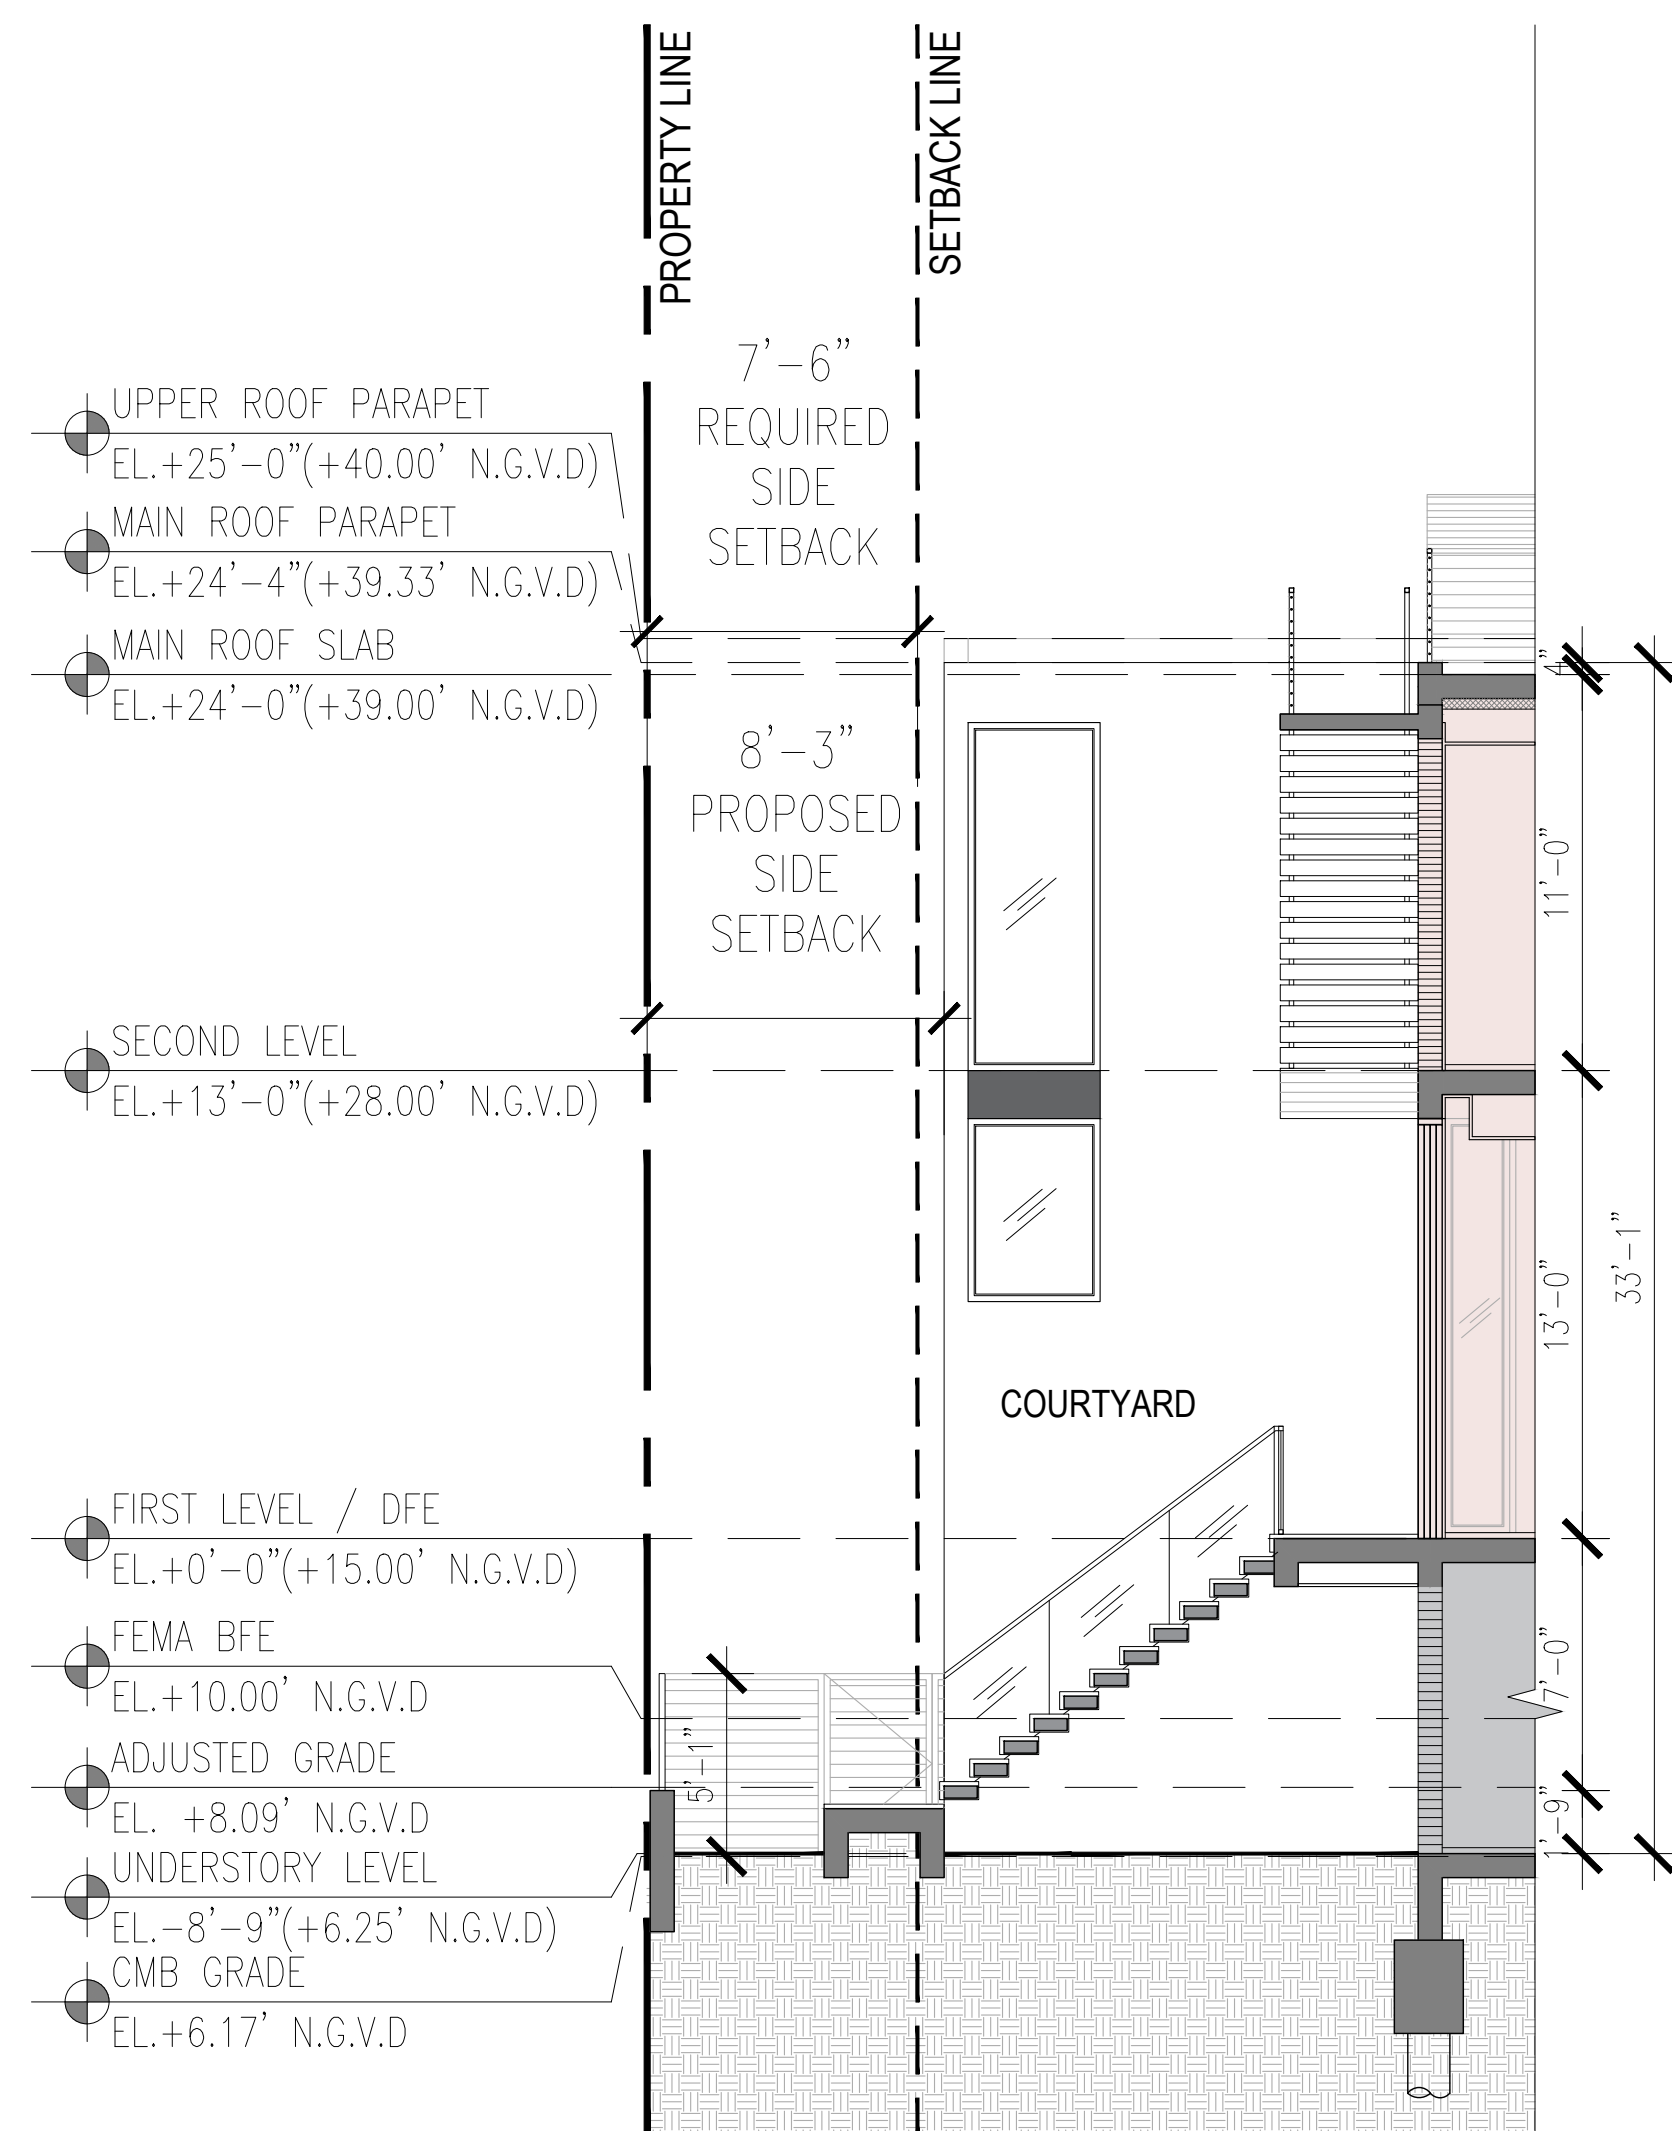 PROPERTY LINE
SETBACK LINE
7'-6"
REQUIRED
SIDE
SETBACK
UPPER ROOF PARAPET
EL.+25'-0"(+40.00' N.G.V.D)
MAIN ROOF PARAPET
EL.+24'-4"(+39.33' N.G.V.D)
MAIN ROOF SLAB
EL.+24'-0"(+39.00' N.G.V.D)
4"
8'-3"
PROPOSED
SIDE
SETBACK
11'-0"
SECOND LEVEL
EL.+13'-0"(+28.00' N.G.V.D)
13'-0"
33'-1"
COURTYARD
FIRST LEVEL / DFE
EL.+0'-0"(+15.00' N.G.V.D)
FEMA BFE
EL.+10.00' N.G.V.D
7'-0"
5'-1"
ADJUSTED GRADE
EL. +8.09' N.G.V.D
1'-9"
UNDERSTORY LEVEL
EL.-8'-9"(+6.25' N.G.V.D)
CMB GRADE
EL.+6.17' N.G.V.D